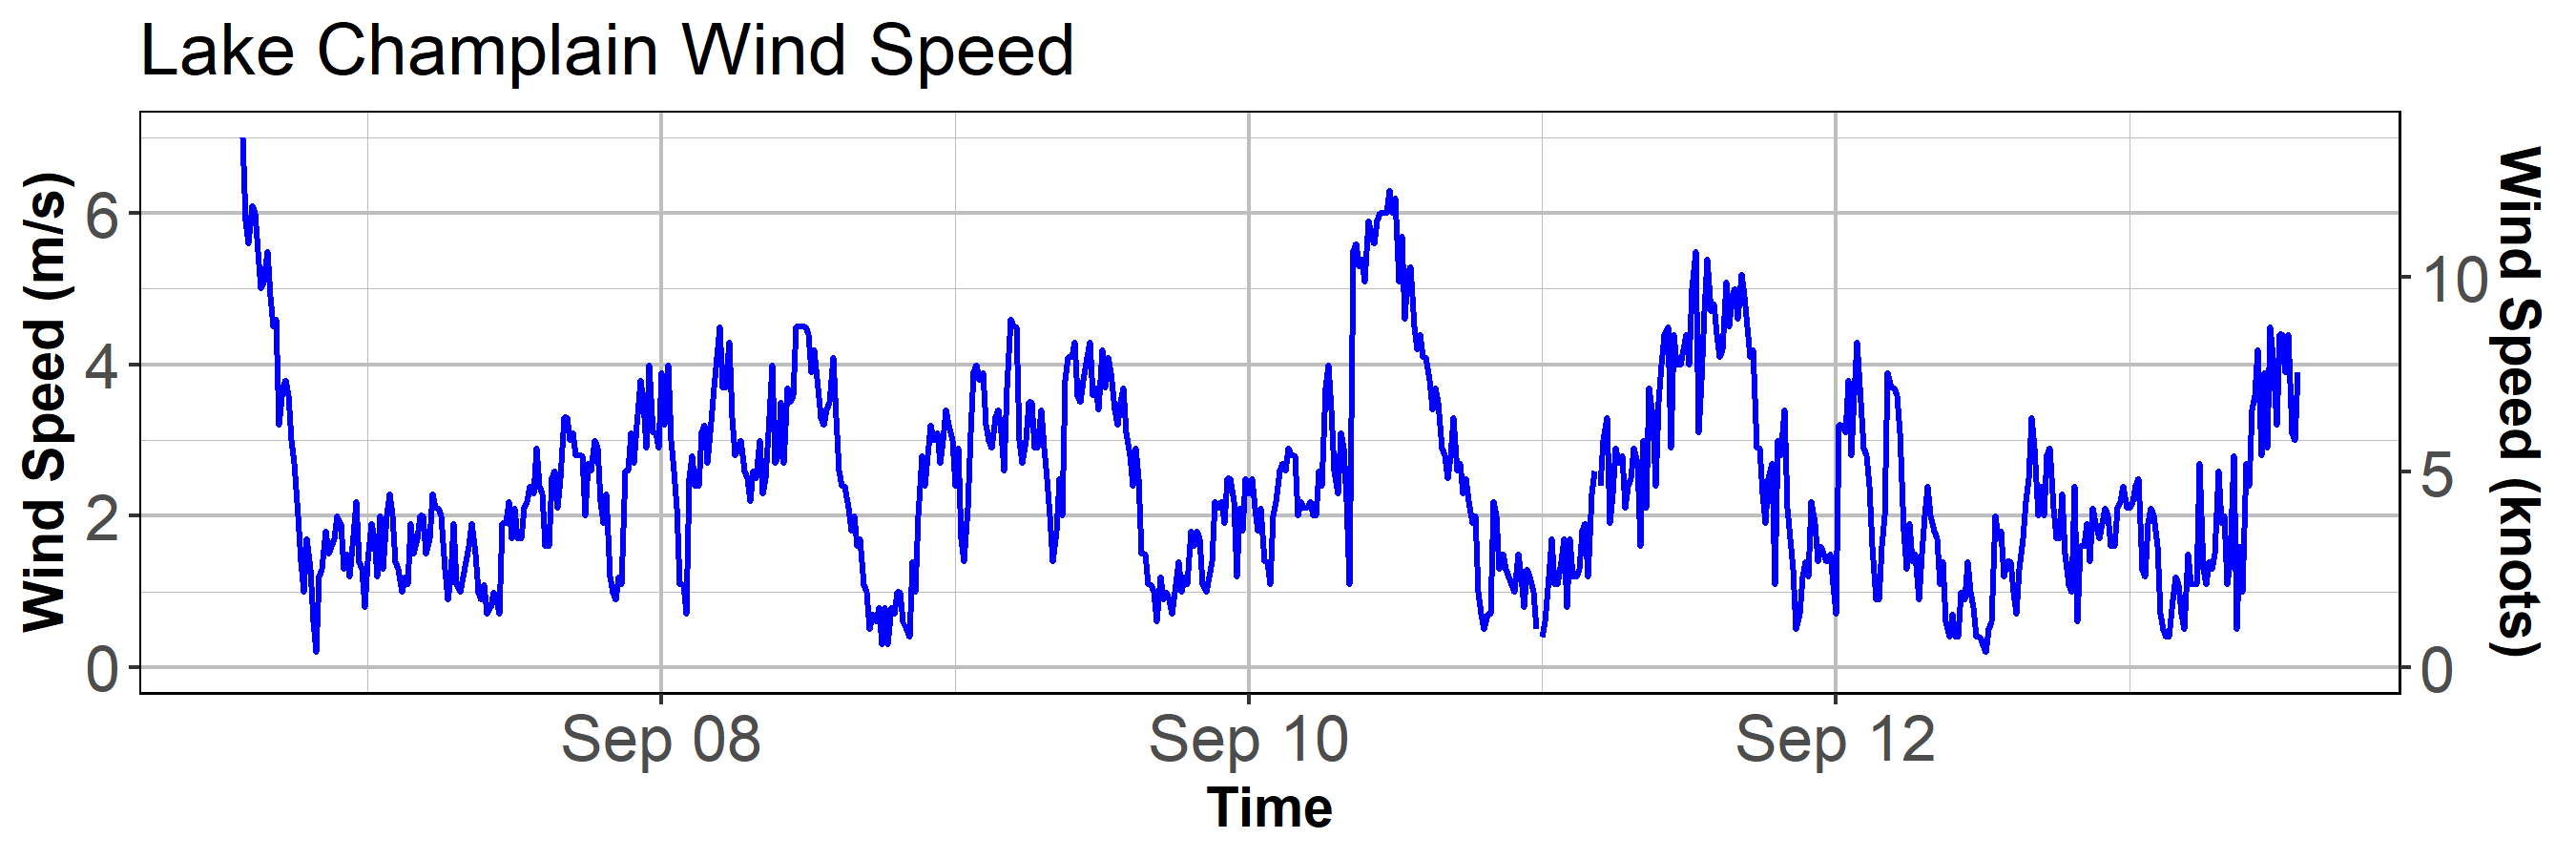 Lake Champlain Wind Speed
Wind Speed (m/s)
6
4
2
0
Wind Speed (knots)
10
5
0
Sep 08
Sep 10
Sep 12
Time